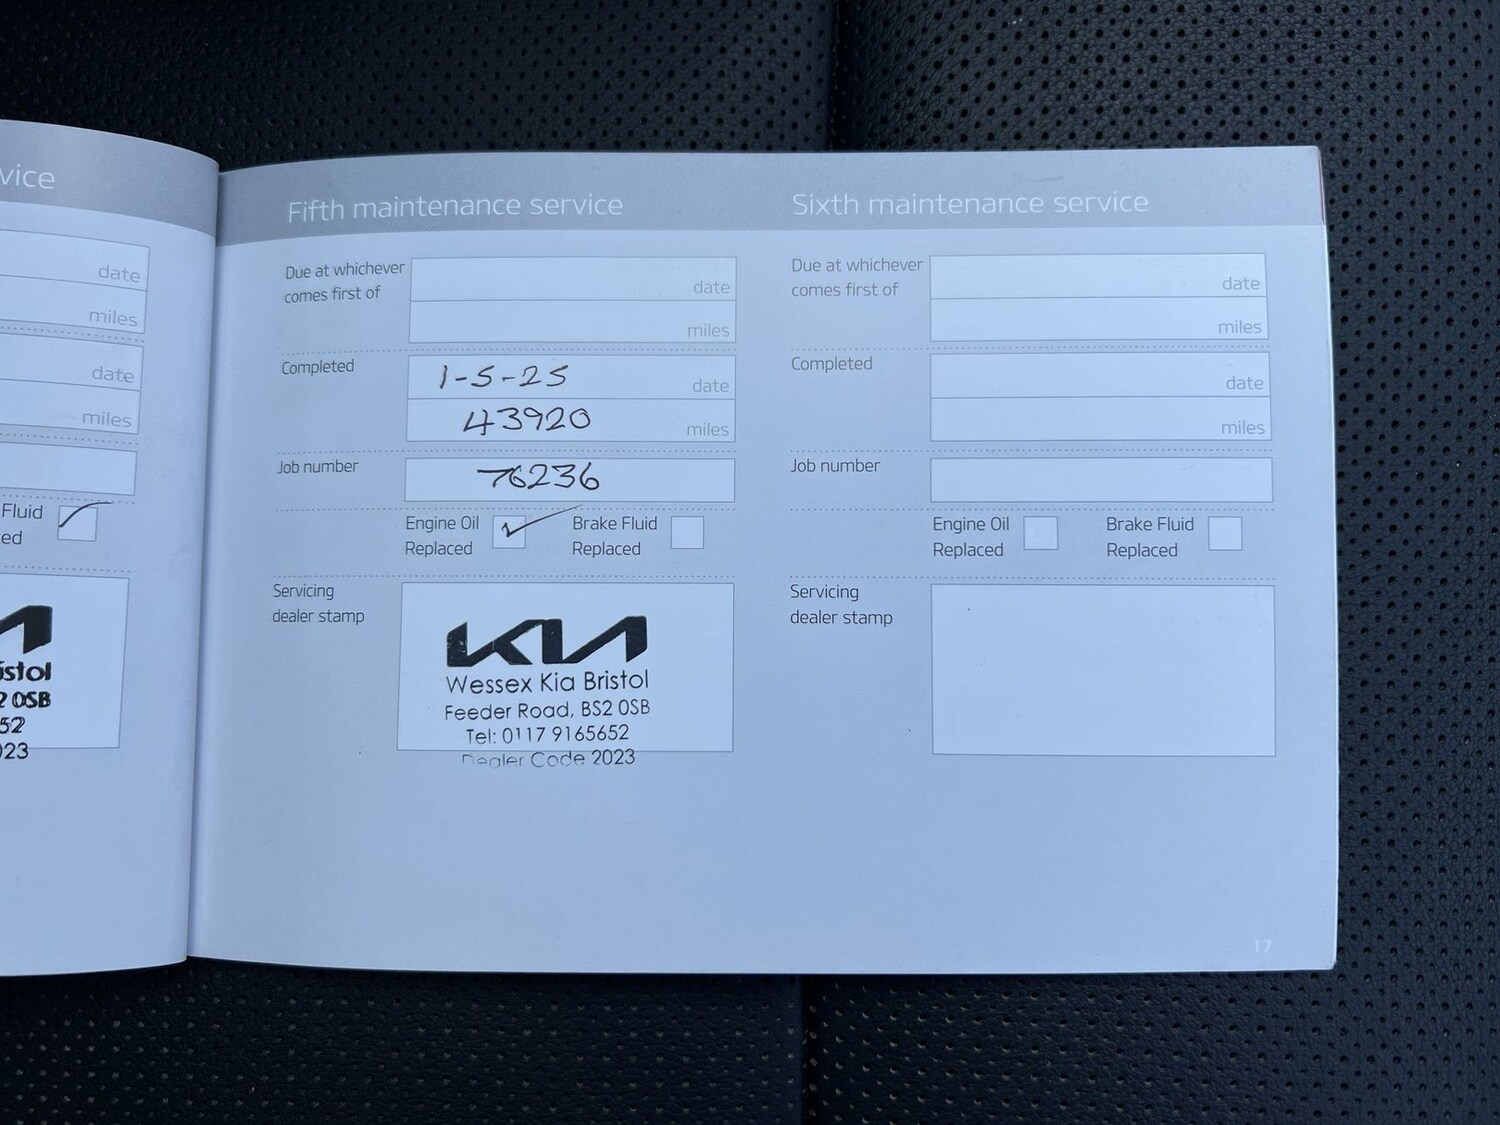 vice
date
miles
date
miles
Fluid
ed
KIA
istol
2 0SB
52
023
Fifth maintenance service
Due at whichever
comes first of
date
miles
Completed
1-5-25 date
43920 miles
Job number
76236
Engine Oil
Replaced
Brake Fluid
Replaced
Servicing
dealer stamp
KIA
Wessex Kia Bristol
Feeder Road, BS2 0SB
Tel: 0117 9165652
Dealer Code 2023
Sixth maintenance service
Due at whichever
comes first of
date
miles
Completed
date
miles
Job number
Engine Oil
Replaced
Brake Fluid
Replaced
Servicing
dealer stamp
17